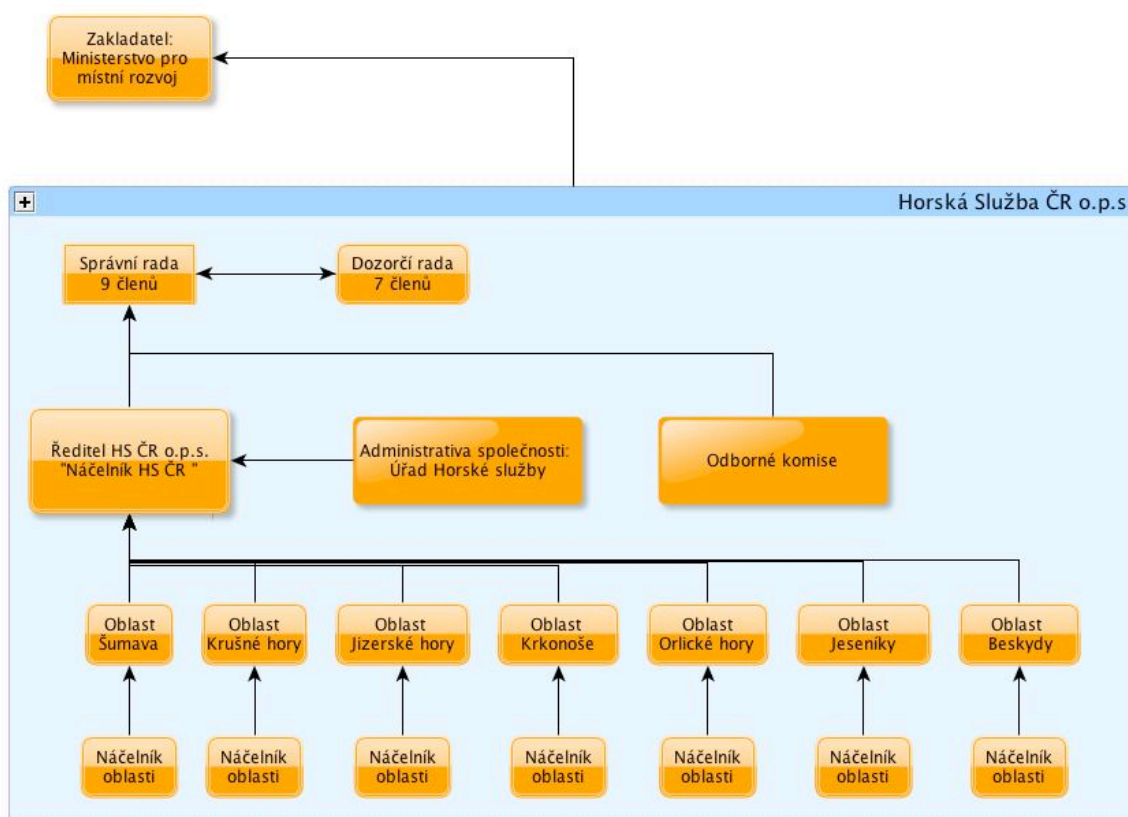 Zakladatel:
Ministerstvo pro
místní rozvoj
Horská Služba ČR o.p.s
Správní rada
9 členů
Dozorčí rada
7 členů
Ředitel HS ČR o.p.s.
"Náčelník HS ČR "
Administrativa společnosti:
Úřad Horské služby
Odborné komise
Oblast
Šumava
Oblast
Krušné hory
Oblast
Jizerské hory
Oblast
Krkonoše
Oblast
Orlické hory
Oblast
Jeseníky
Oblast
Beskydy
Náčelník
oblasti
Náčelník
oblasti
Náčelník
oblasti
Náčelník
oblasti
Náčelník
oblasti
Náčelník
oblasti
Náčelník
oblasti